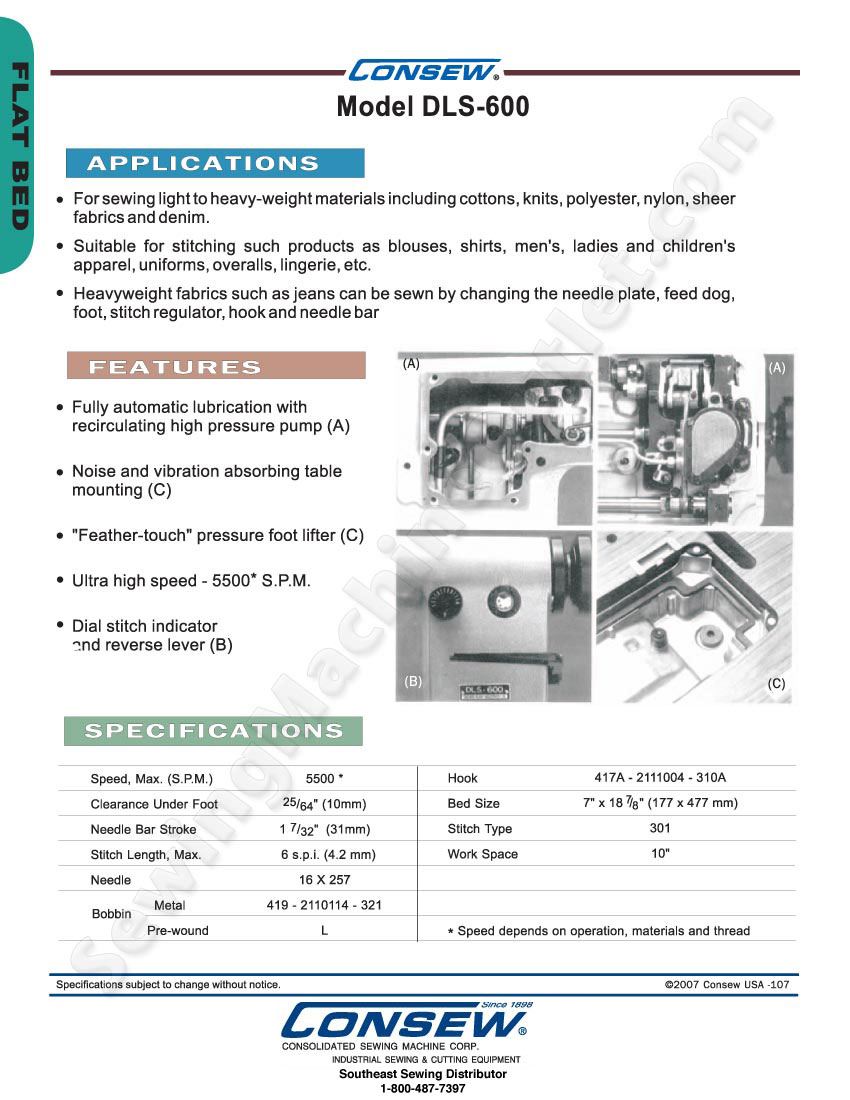 FLAT BED
CONSEW®
Model DLS-600
APPLICATIONS
• For sewing light to heavy-weight materials including cottons, knits, polyester, nylon, sheer
fabrics and denim.
• Suitable for stitching such products as blouses, shirts, men's, ladies and children's
apparel, uniforms, overalls, lingerie, etc.
• Heavyweight fabrics such as jeans can be sewn by changing the needle plate, feed dog,
foot, stitch regulator, hook and needle bar
FEATURES
• Fully automatic lubrication with
recirculating high pressure pump (A)
• Noise and vibration absorbing table
mounting (C)
• "Feather-touch" pressure foot lifter (C)
• Ultra high speed - 5500* S.P.M.
• Dial stitch indicator
and reverse lever (B)
(A)
(A)
(B)
DLS-600
(C)
SPECIFICATIONS
Speed, Max. (S.P.M.) 5500 *
Clearance Under Foot 25/64" (10mm)
Needle Bar Stroke 1 7/32" (31mm)
Stitch Length, Max. 6 s.p.i. (4.2 mm)
Needle 16 X 257
Bobbin Metal 419 - 2110114 - 321
Pre-wound L
Hook 417A - 2111004 - 310A
Bed Size 7" x 18 7/8" (177 x 477 mm)
Stitch Type 301
Work Space 10"
* Speed depends on operation, materials and thread
Specifications subject to change without notice.
©2007 Consew USA -107
Since 1898
CONSEW®
CONSOLIDATED SEWING MACHINE CORP.
INDUSTRIAL SEWING & CUTTING EQUIPMENT
Southeast Sewing Distributor
1-800-487-7397
SewingMachineOutlet.com